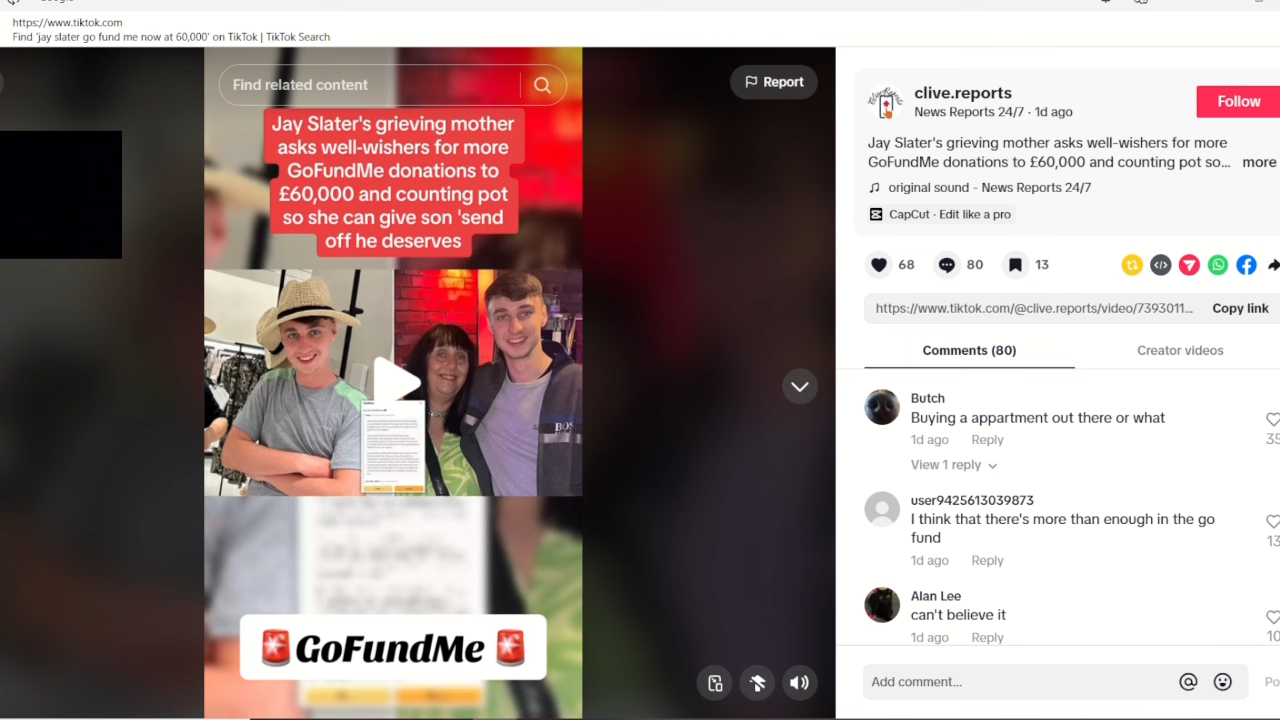 https://www.tiktok.com
Find 'jay slater go fund me now at 60,000' on TikTok | TikTok Search
Find related content
Report
Jay Slater's grieving mother
asks well-wishers for more
GoFundMe donations to
£60,000 and counting pot
so she can give son 'send
off he deserves
BOS
GoFundMe
clive.reports
News Reports 24/7 · 1d ago
Follow
Jay Slater's grieving mother asks well-wishers for more
GoFundMe donations to £60,000 and counting pot so... more
original sound - News Reports 24/7
CapCut · Edit like a pro
68
80
13
https://www.tiktok.com/@clive.reports/video/7393011...
Copy link
Comments (80)
Creator videos
Butch
Buying a appartment out there or what
1d ago Reply
35
View 1 reply
user9425613039873
I think that there's more than enough in the go
fund
13
1d ago Reply
Alan Lee
can't believe it
10
1d ago Reply
Add comment...
Po